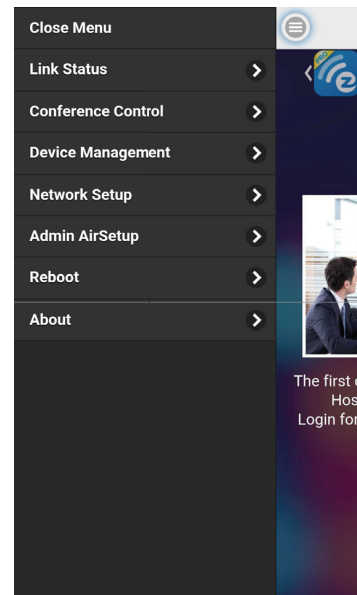 Close Menu
Link Status
Conference Control
Device Management
Network Setup
Admin AirSetup
Reboot
About
PRO
The first
Hos
Login for